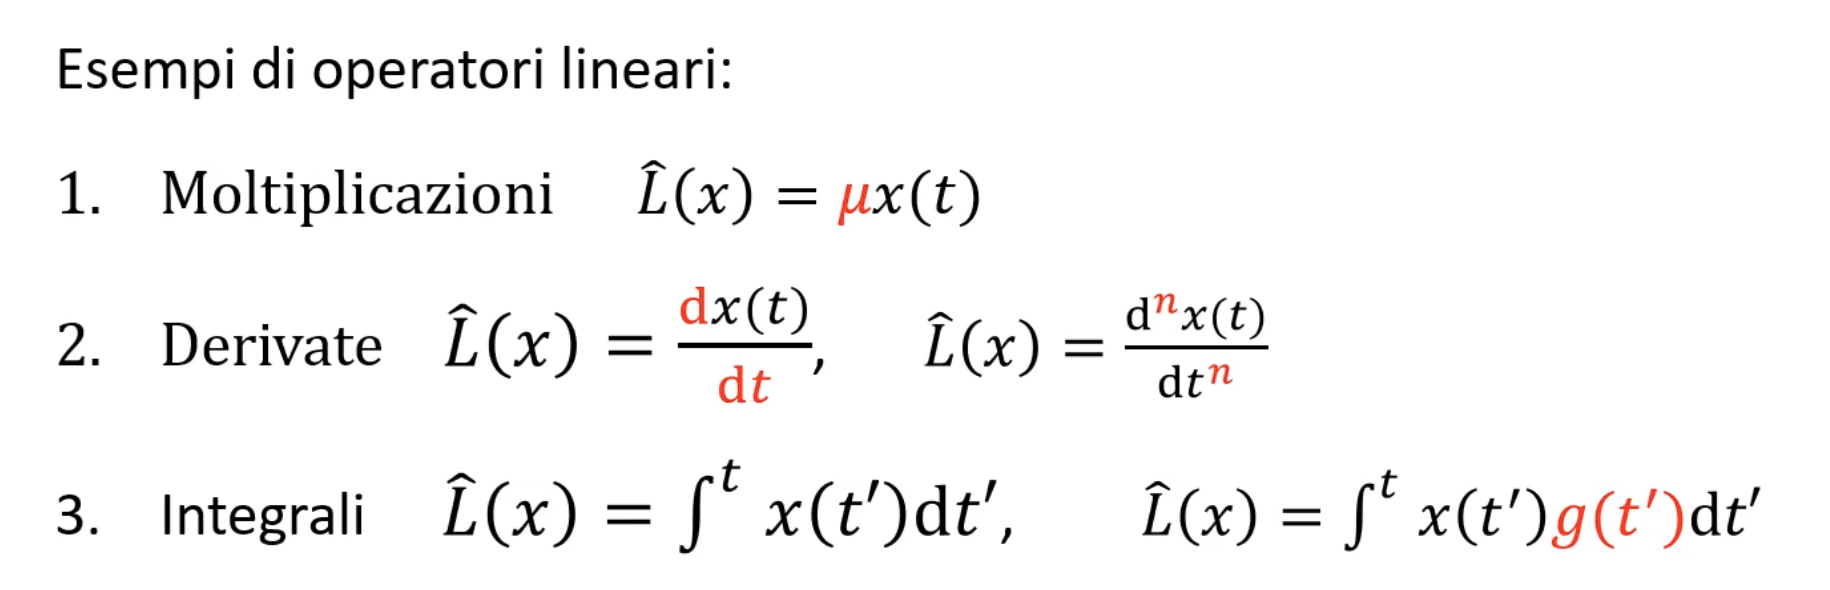 Esempi di operatori lineari:
1. Moltiplicazioni L̂(x) = μx(t)
2. Derivate L̂(x) = dx(t)/dt, L̂(x) = dⁿx(t)/dtⁿ
3. Integrali L̂(x) = ∫ᵗ x(t′)dt′, L̂(x) = ∫ᵗ x(t′)g(t′)dt′